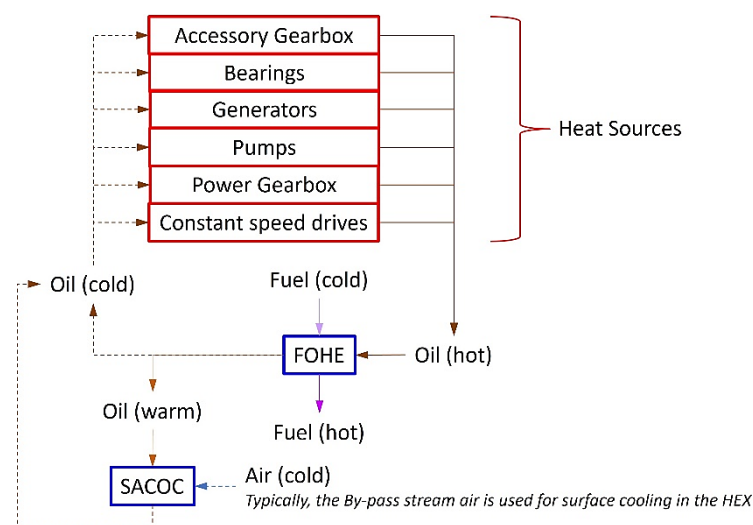 Accessory Gearbox
Bearings
Generators
Pumps
Power Gearbox
Constant speed drives
Heat Sources
Oil (cold)
Fuel (cold)
FOHE
Oil (hot)
Oil (warm)
Fuel (hot)
SACOC
Air (cold)
Typically, the By-pass stream air is used for surface cooling in the HEX